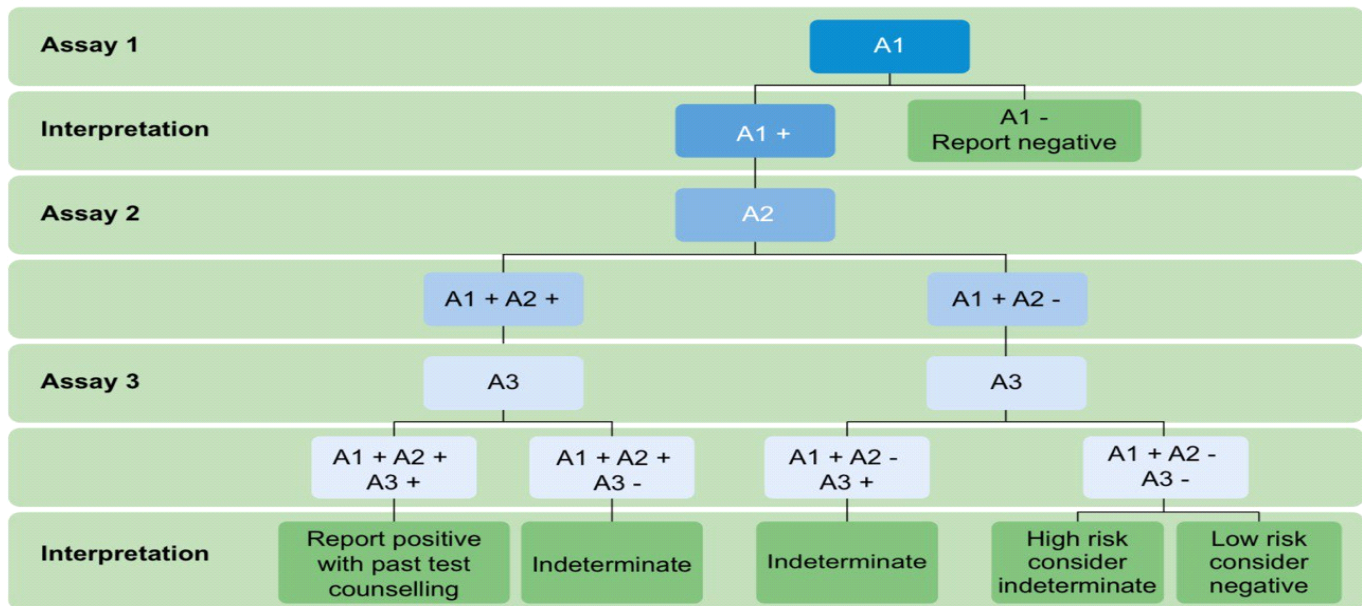 Assay 1
A1
Interpretation
A1 +
A1 -
Report negative
Assay 2
A2
A1 + A2 +
A1 + A2 -
Assay 3
A3
A3
A1 + A2 +
A3 +
A1 + A2 +
A3 -
A1 + A2 -
A3 +
A1 + A2 -
A3 -
Interpretation
Report positive
with past test
counselling
Indeterminate
Indeterminate
High risk
consider
indeterminate
Low risk
consider
negative